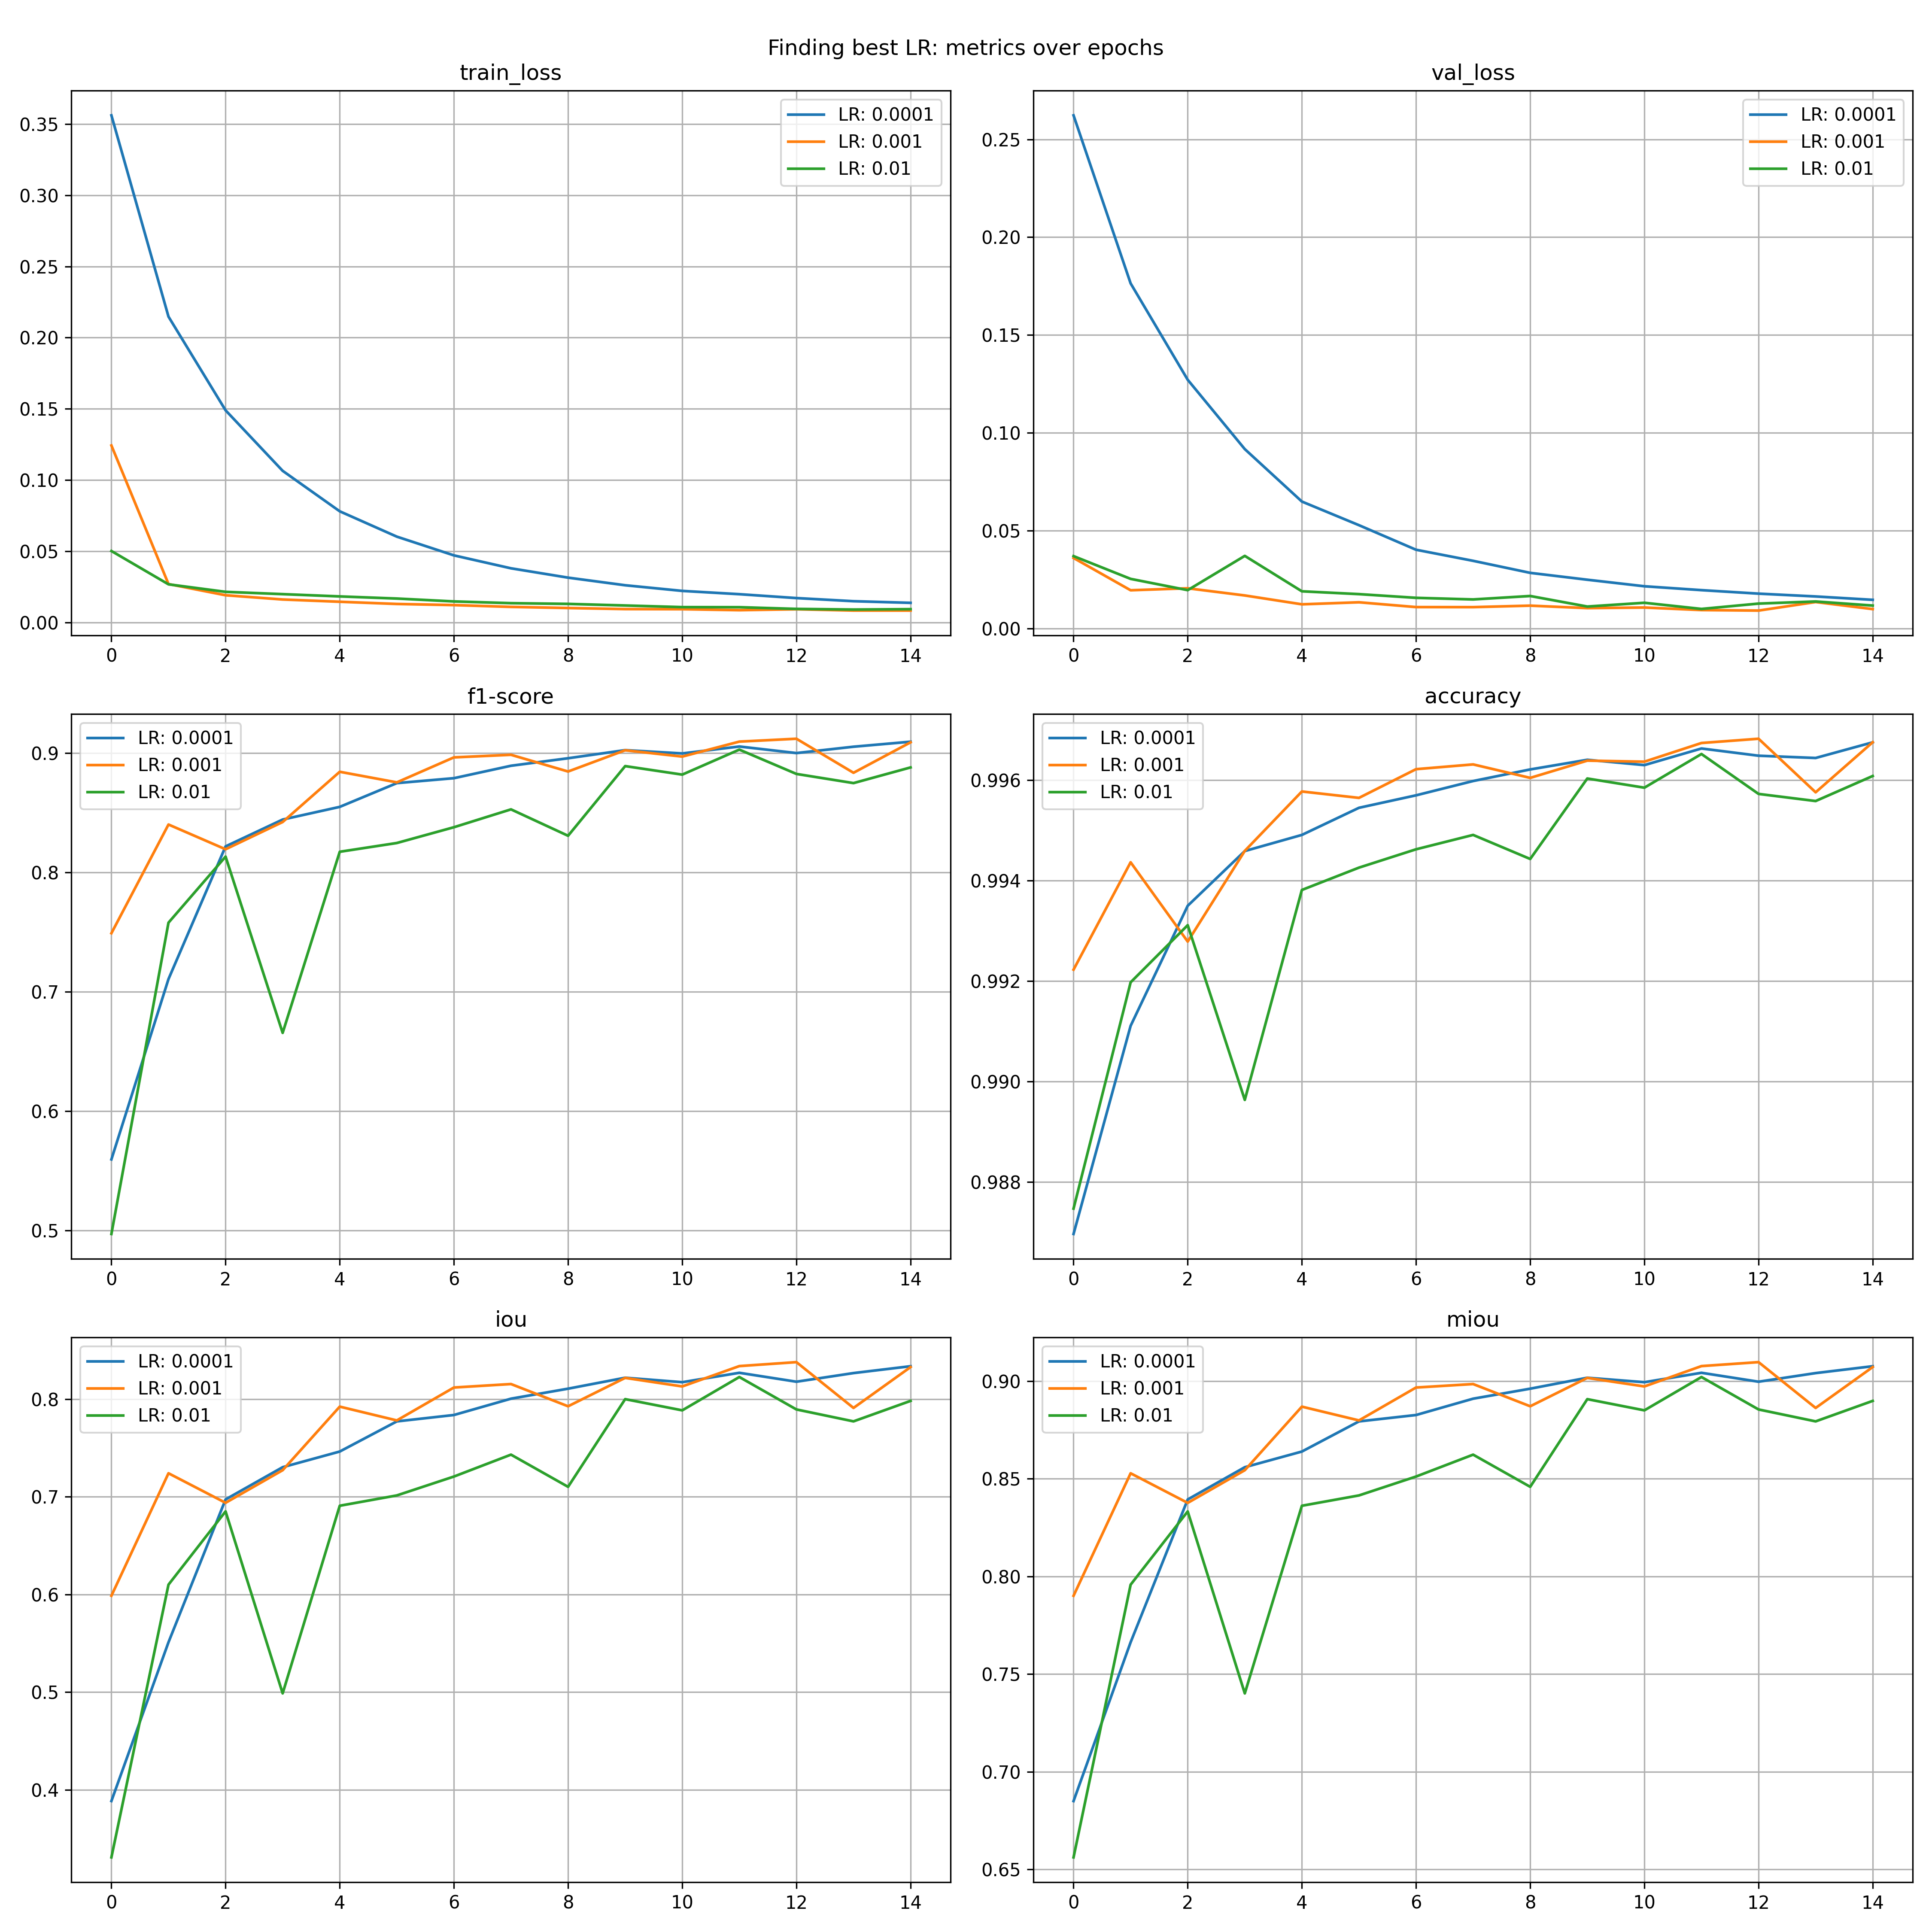 Finding best LR: metrics over epochs
train_loss
LR: 0.0001
LR: 0.001
LR: 0.01
0.35
0.30
0.25
0.20
0.15
0.10
0.05
0.00
0 2 4 6 8 10 12 14
val_loss
LR: 0.0001
LR: 0.001
LR: 0.01
0.25
0.20
0.15
0.10
0.05
0.00
0 2 4 6 8 10 12 14
f1-score
LR: 0.0001
LR: 0.001
LR: 0.01
0.9
0.8
0.7
0.6
0.5
0 2 4 6 8 10 12 14
accuracy
LR: 0.0001
LR: 0.001
LR: 0.01
0.996
0.994
0.992
0.990
0.988
0 2 4 6 8 10 12 14
iou
LR: 0.0001
LR: 0.001
LR: 0.01
0.8
0.7
0.6
0.5
0.4
0 2 4 6 8 10 12 14
miou
LR: 0.0001
LR: 0.001
LR: 0.01
0.90
0.85
0.80
0.75
0.70
0.65
0 2 4 6 8 10 12 14